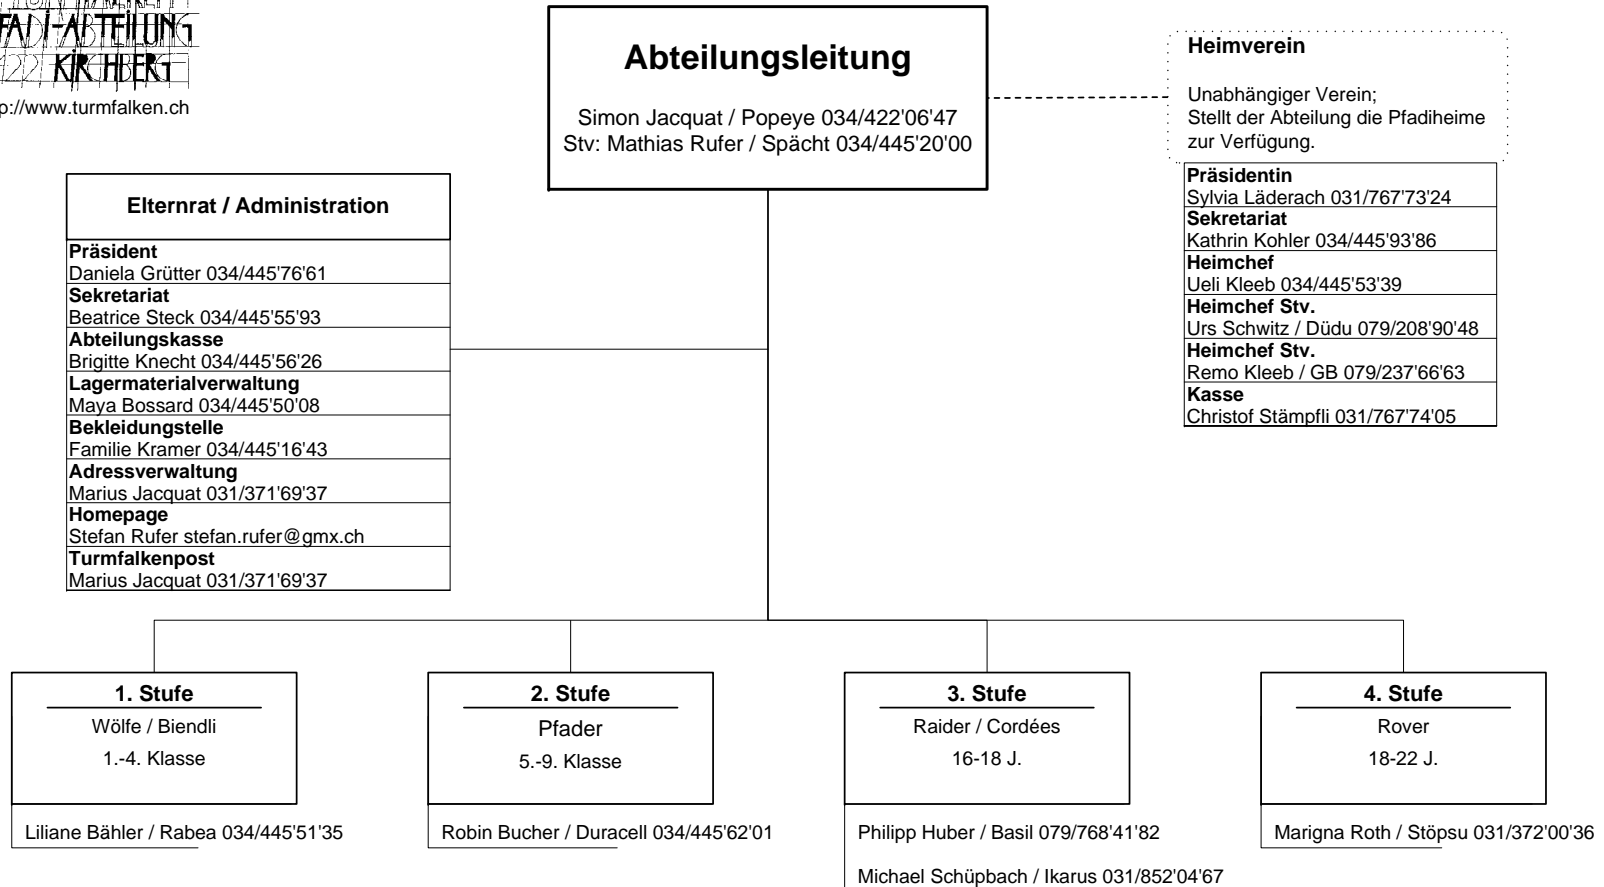 KIRCHBERG
p://www.turmfalken.ch
Abteilungsleitung
Simon Jacquat / Popeye 034/422'06'47
Stv: Mathias Rufer / Spächt 034/445'20'00
Heimverein
Unabhängiger Verein;
Stellt der Abteilung die Pfadiheime
zur Verfügung.
Präsidentin
Sylvia Läderach 031/767'73'24
Sekretariat
Kathrin Kohler 034/445'93'86
Heimchef
Ueli Kleeb 034/445'53'39
Heimchef Stv.
Urs Schwitz / Düdu 079/208'90'48
Heimchef Stv.
Remo Kleeb / GB 079/237'66'63
Kasse
Christof Stämpfli 031/767'74'05
Elternrat / Administration
Präsident
Daniela Grütter 034/445'76'61
Sekretariat
Beatrice Steck 034/445'55'93
Abteilungskasse
Brigitte Knecht 034/445'56'26
Lagermaterialverwaltung
Maya Bossard 034/445'50'08
Bekleidungstelle
Familie Kramer 034/445'16'43
Adressverwaltung
Marius Jacquat 031/371'69'37
Homepage
Stefan Rufer stefan.rufer@gmx.ch
Turmfalkenpost
Marius Jacquat 031/371'69'37
1. Stufe
Wölfe / Biendli
1.-4. Klasse
Liliane Bähler / Rabea 034/445'51'35
2. Stufe
Pfader
5.-9. Klasse
Robin Bucher / Duracell 034/445'62'01
3. Stufe
Raider / Cordées
16-18 J.
Philipp Huber / Basil 079/768'41'82
Michael Schüpbach / Ikarus 031/852'04'67
4. Stufe
Rover
18-22 J.
Marigna Roth / Stöpsu 031/372'00'36